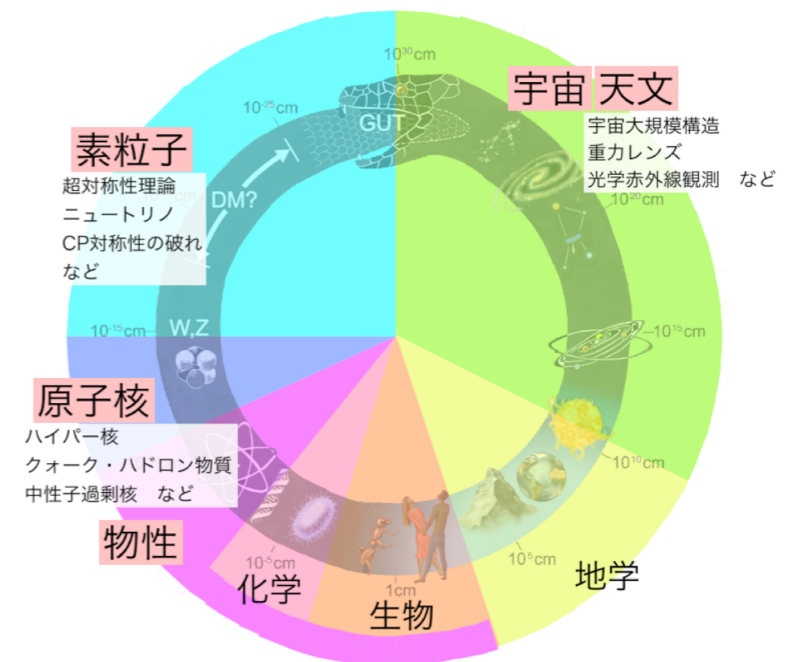 10³⁰cm
宇宙 天文
宇宙大規模構造
重力レンズ
光学赤外線観測 など
10⁻²⁵cm
GUT
素粒子
超対称性理論
ニュートリノ
CP対称性の破れ
など
DM?
10²⁰cm
10⁻¹⁵cm
W,Z
10¹⁵cm
原子核
ハイパー核
クォーク・ハドロン物質
中性子過剰核 など
10¹⁰cm
物性
10⁻⁵cm
化学
1cm
生物
10⁵cm
地学